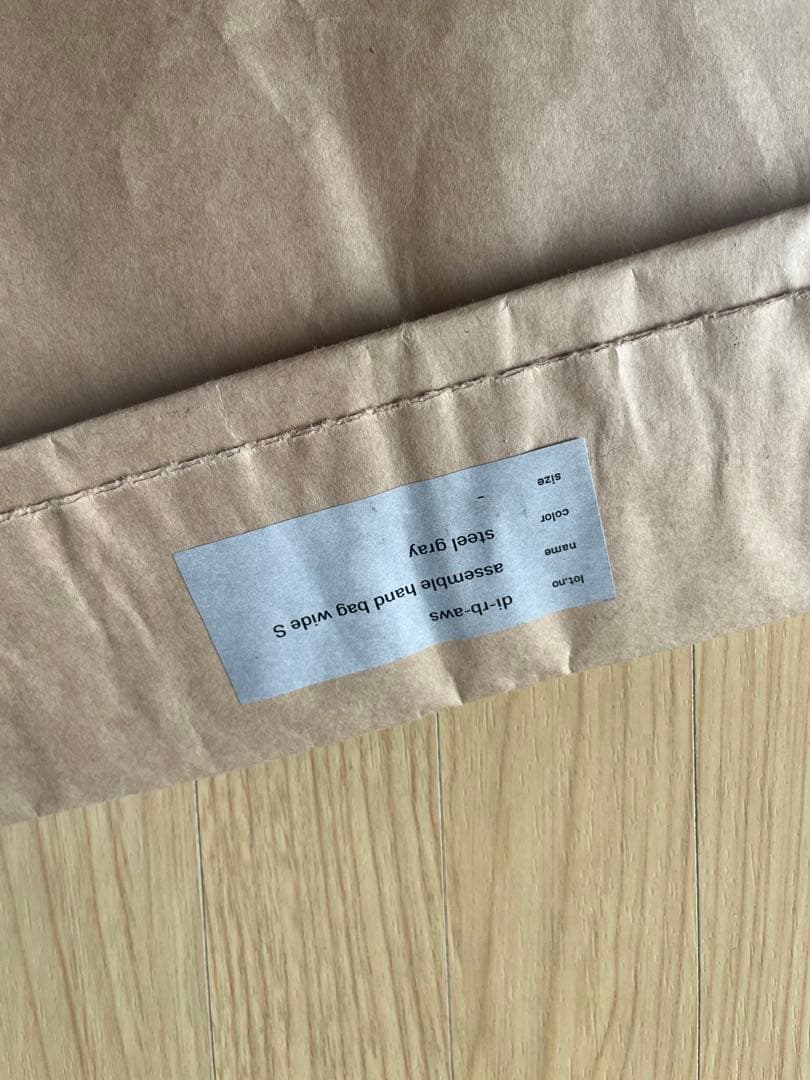 lot.no di-rb-aws
name assemble hand bag wide S
color steel gray
size -